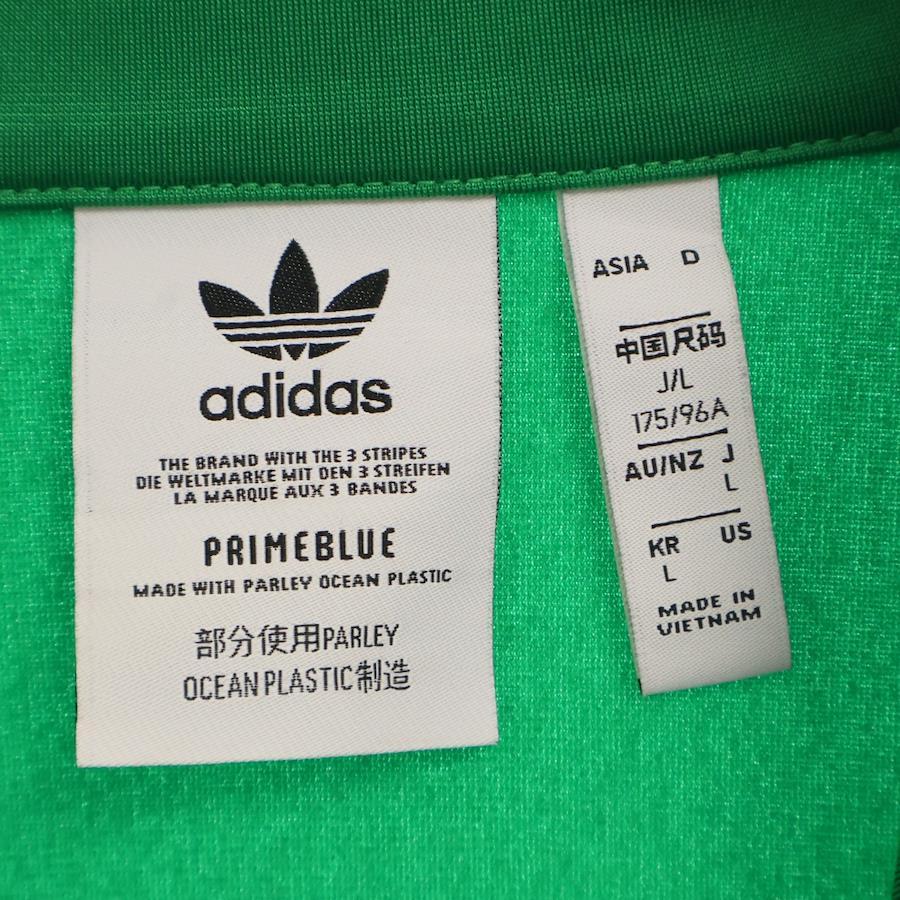 adidas
THE BRAND WITH THE 3 STRIPES
DIE WELTMARKE MIT DEN 3 STREIFEN
LA MARQUE AUX 3 BANDES
PRIMEBLUE
MADE WITH PARLEY OCEAN PLASTIC
部分使用PARLEY
OCEAN PLASTIC制造
ASIA D
中国尺码
J/L
175/96A
AU/NZ J
L
KR US
L
MADE IN
VIETNAM